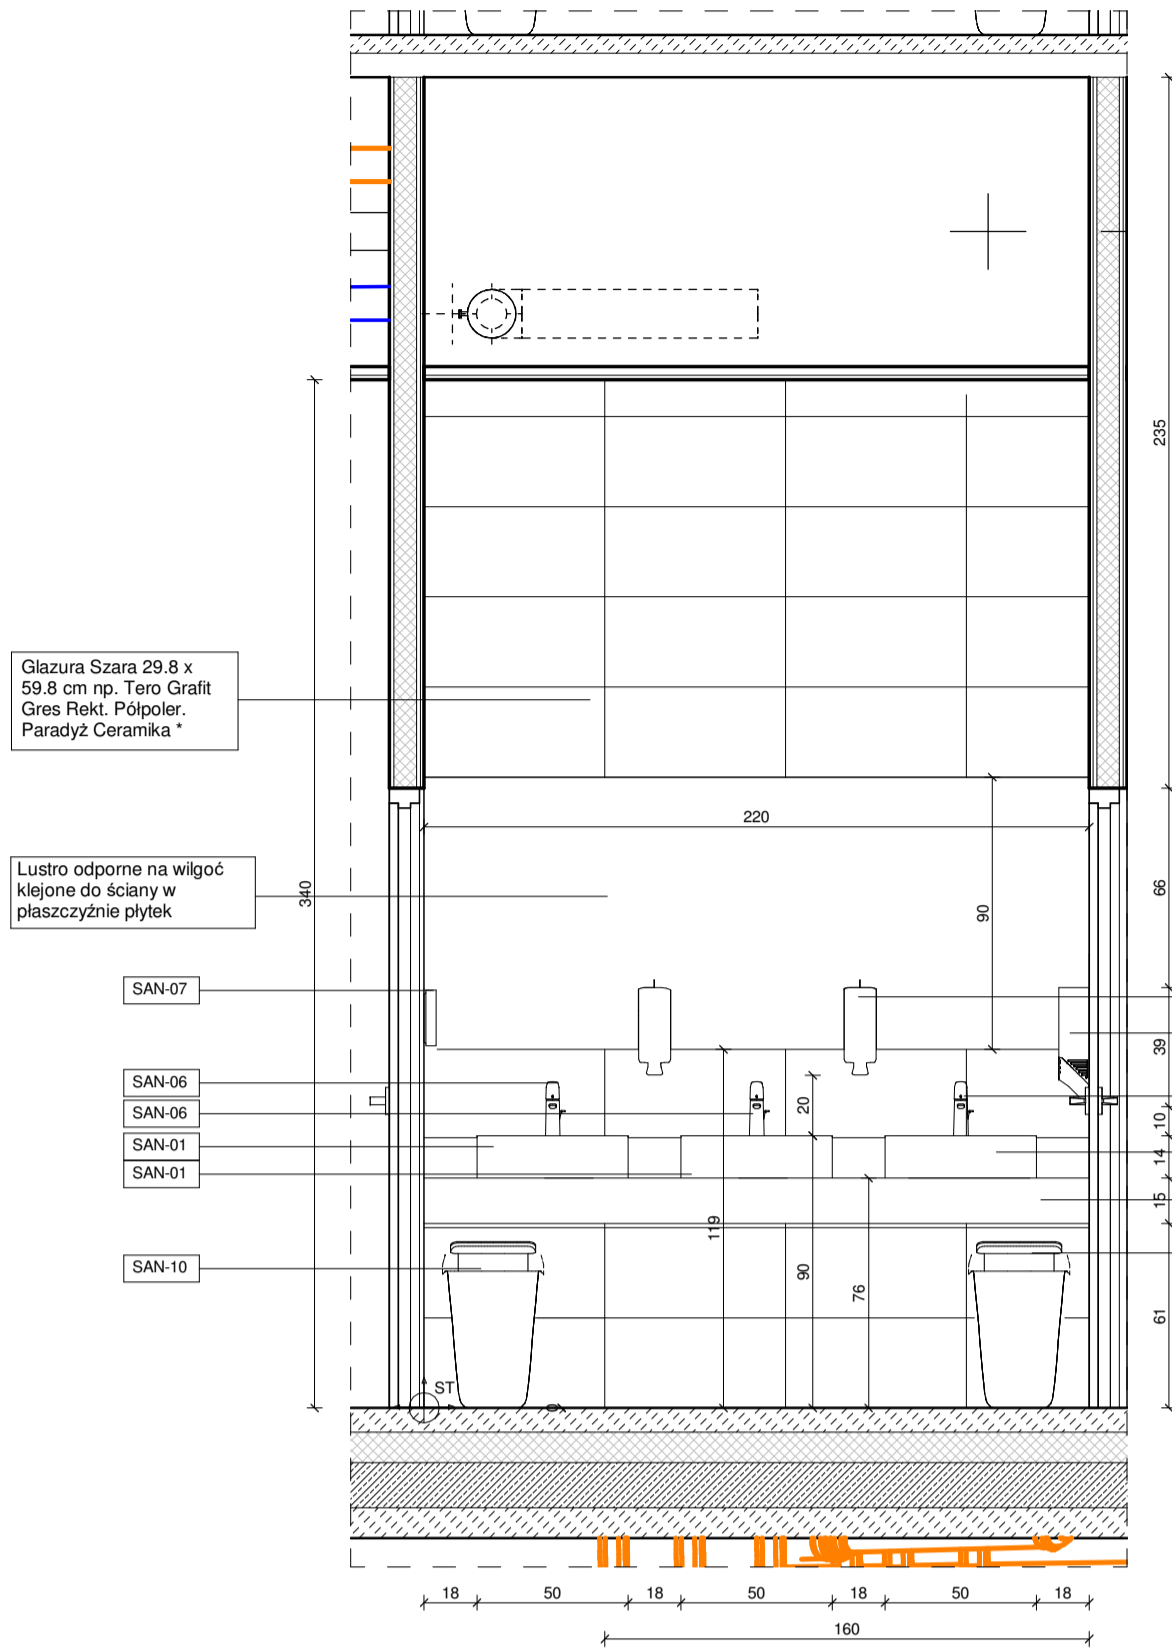 235
Glazura Szara 29.8 x
59.8 cm np. Tero Grafit
Gres Rekt. Półpoler.
Paradyż Ceramika *
220
Lustro odporne na wilgoć
klejone do ściany w
płaszczyźnie płytek
340
66
90
SAN-07
39
SAN-06
20
SAN-06
10
SAN-01
14
SAN-01
15
119
90
76
SAN-10
61
ST
0
18 50 18 50 18 50 18
160